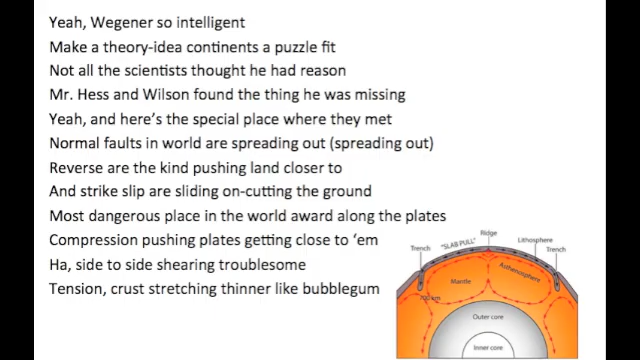 Yeah, Wegener so intelligent
Make a theory-idea continents a puzzle fit
Not all the scientists thought he had reason
Mr. Hess and Wilson found the thing he was missing
Yeah, and here's the special place where they met
Normal faults in world are spreading out (spreading out)
Reverse are the kind pushing land closer to
And strike slip are sliding on-cutting the ground
Most dangerous place in the world award along the plates
Compression pushing plates getting close to ‘em
Ha, side to side shearing troublesome
Tension, crust stretching thinner like bubblegum
Ridge
"SLAB PULL"
Lithosphere
Trench
Trench
Asthenosphere
Mantle
700 km
Outer core
Inner core